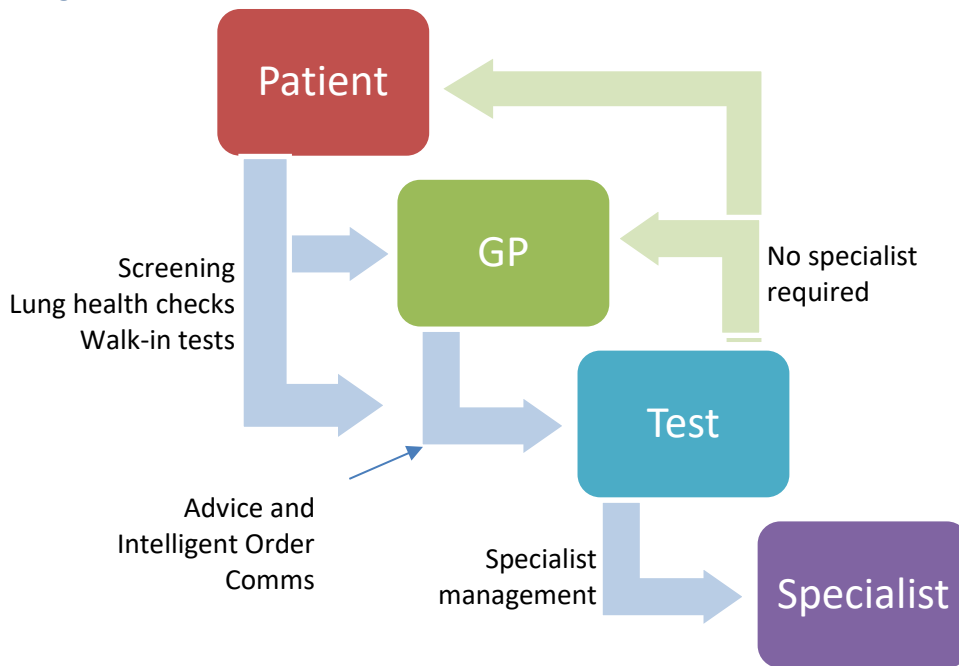 Patient
GP
Screening
Lung health checks
Walk-in tests
No specialist
required
Test
Advice and
Intelligent Order
Comms
Specialist
management
Specialist